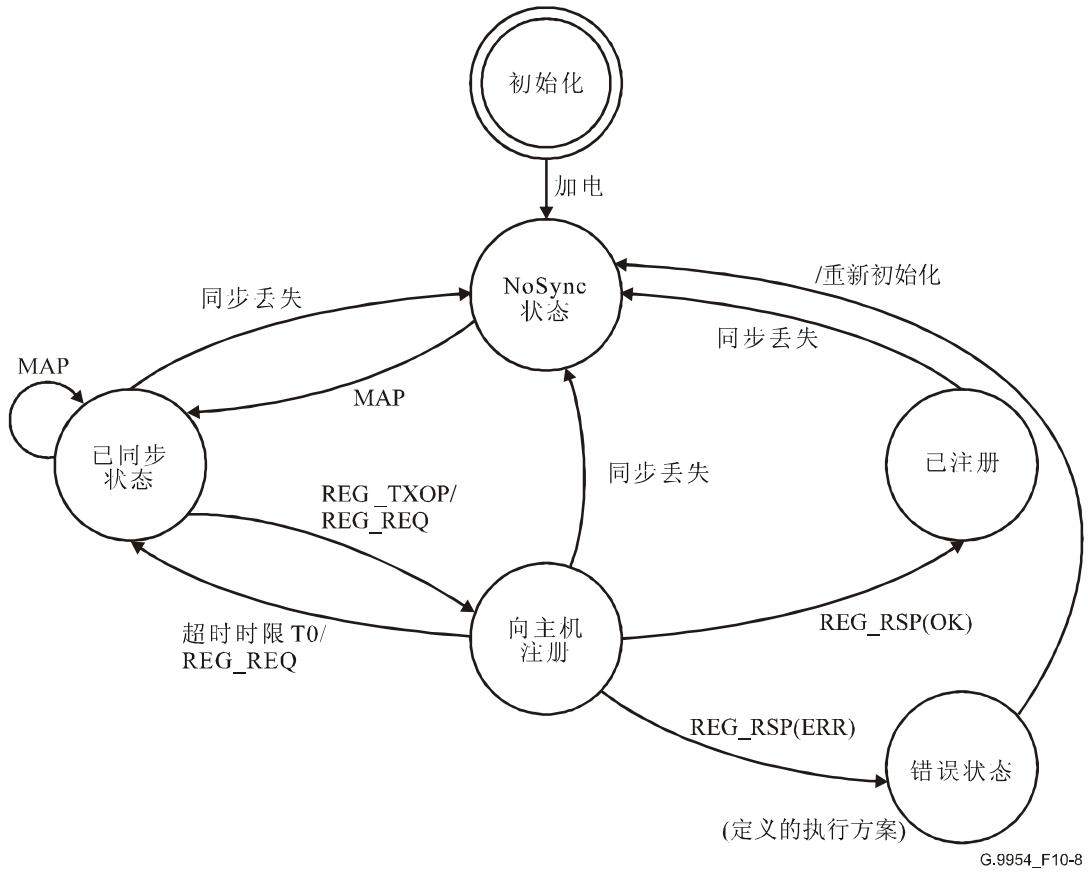 初始化
加电
NoSync
状态
/重新初始化
同步丢失
同步丢失
MAP
MAP
已同步
状态
已注册
同步丢失
REG_TXOP/
REG_REQ
向主机
注册
超时时限 T0/
REG_REQ
REG_RSP(OK)
REG_RSP(ERR)
错误状态
(定义的执行方案)
G.9954_F10-8